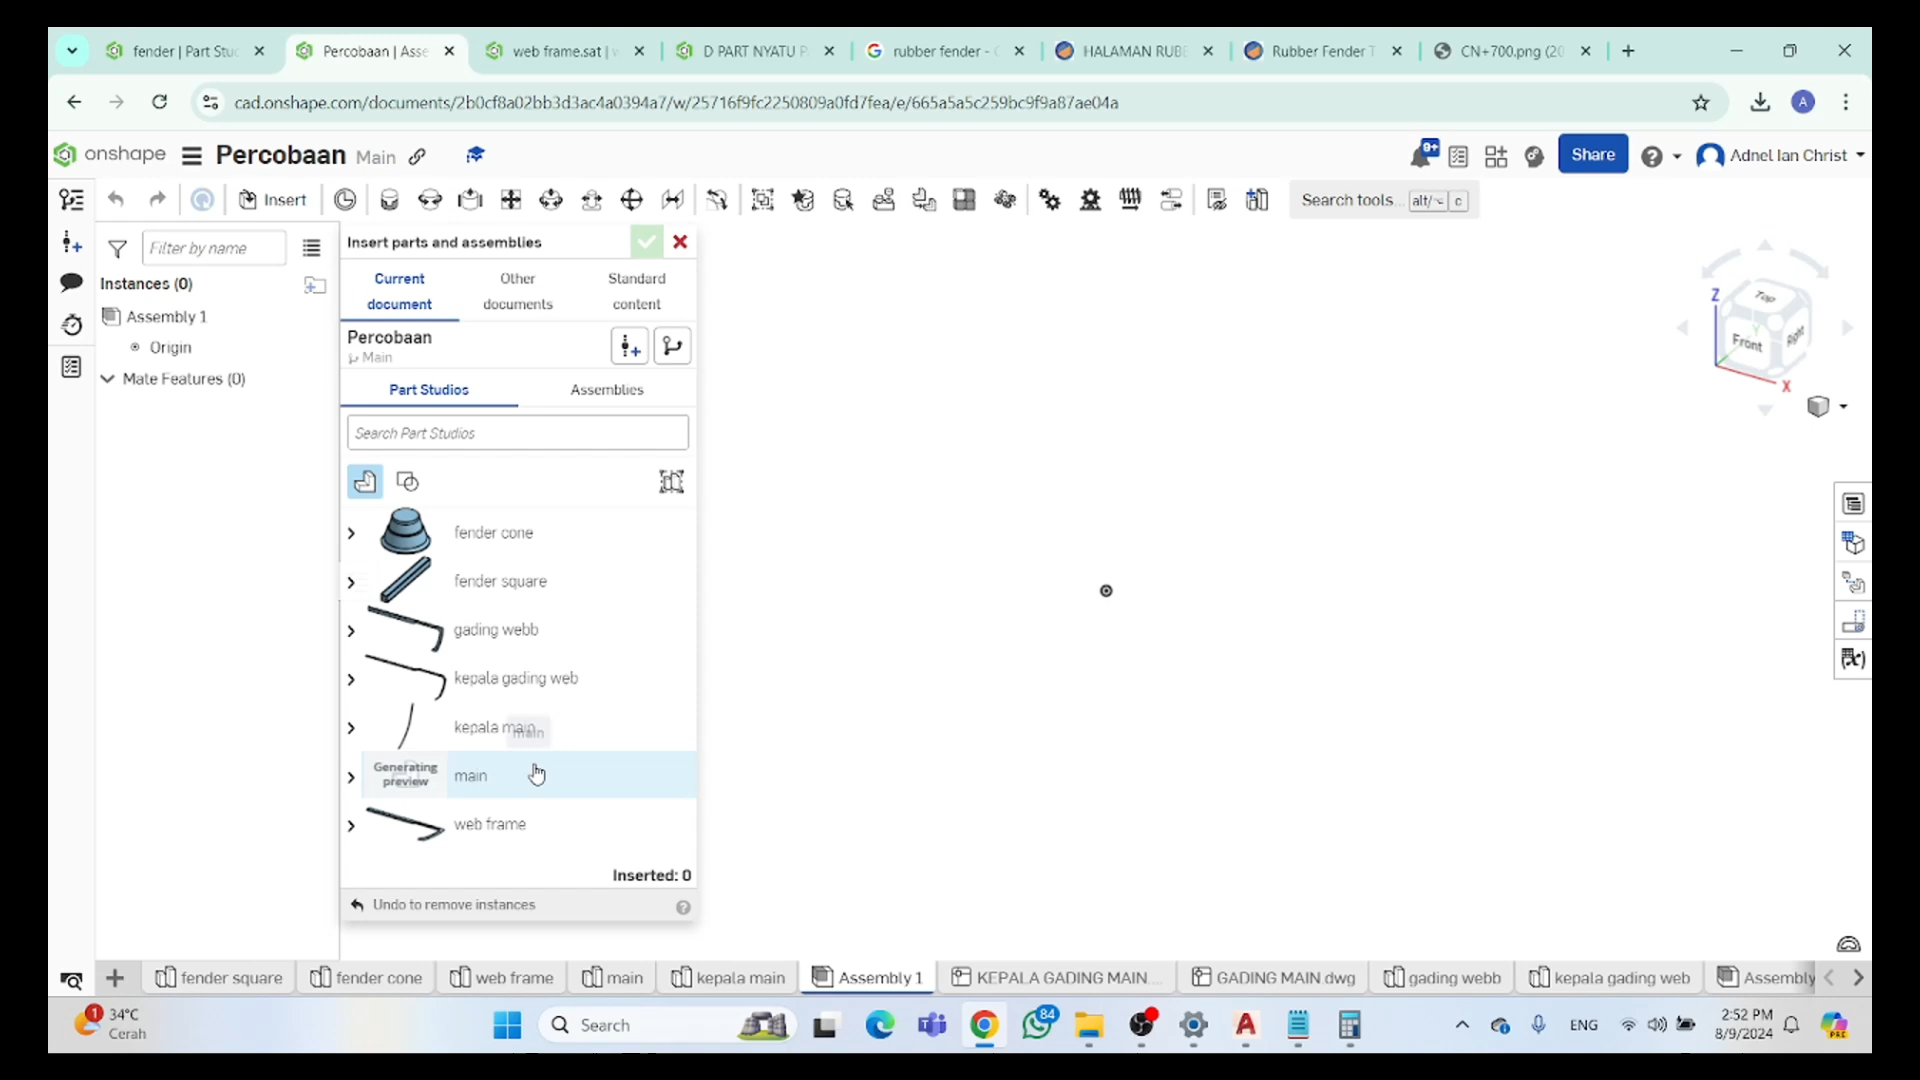 fender | Part Stu
Percobaan | Asse
web frame.sat |
D PART NYATU P
rubber fender -
HALAMAN RUB
Rubber Fender T
CN+700.png (20
cad.onshape.com/documents/2b0cf8a02bb3d3ac4a0394a7/w/25716f9fc2250809a0fd7fea/e/665a5a5c259bc9f9a87ae04a
A
onshape
Percobaan Main
9+
Share
Adnel Ian Christ
Insert
Search tools... alt/⌥ c
Filter by name
Instances (0)
Assembly 1
Origin
Mate Features (0)
Insert parts and assemblies
Current document
Other documents
Standard content
Percobaan
Main
Part Studios
Assemblies
Search Part Studios
fender cone
fender square
gading webb
kepala gading web
kepala main
main
Generating preview
main
web frame
Inserted: 0
Undo to remove instances
Z
Top
Front
Right
X
Y
(x)
fender square
fender cone
web frame
main
kepala main
Assembly 1
KEPALA GADING MAIN....
GADING MAIN.dwg
gading webb
kepala gading web
Assembly
1
34°C
Cerah
Search
84
ENG
2:52 PM
8/9/2024
PRE